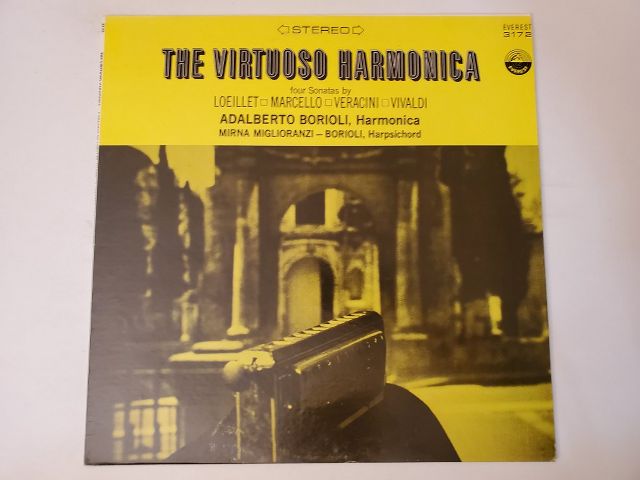 STEREO
EVEREST
3172
THE VIRTUOSO HARMONICA
four Sonatas by
LOEILLET □ MARCELLO □ VERACINI □ VIVALDI
ADALBERTO BORIOLI, Harmonica
MIRNA MIGLIORANZI – BORIOLI, Harpsichord